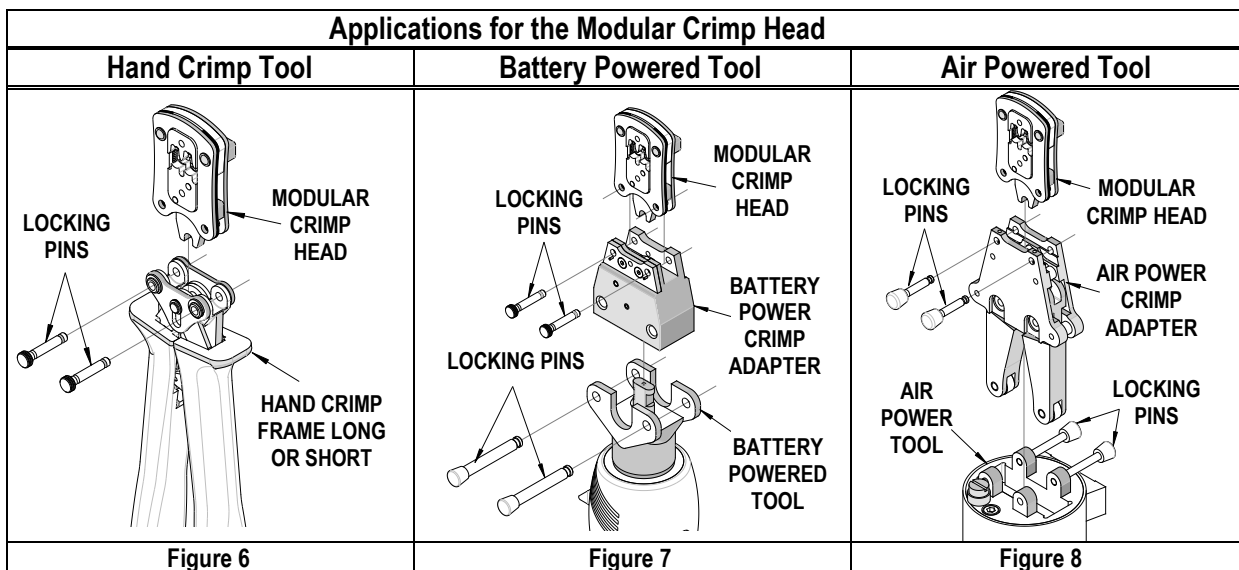 Applications for the Modular Crimp Head
Hand Crimp Tool
Battery Powered Tool
Air Powered Tool
LOCKING
PINS
MODULAR
CRIMP
HEAD
HAND CRIMP
FRAME LONG
OR SHORT
LOCKING
PINS
MODULAR
CRIMP
HEAD
BATTERY
POWER
CRIMP
ADAPTER
LOCKING PINS
BATTERY
POWERED
TOOL
LOCKING
PINS
MODULAR
CRIMP HEAD
AIR POWER
CRIMP
ADAPTER
AIR
POWER
TOOL
LOCKING
PINS
Figure 6
Figure 7
Figure 8